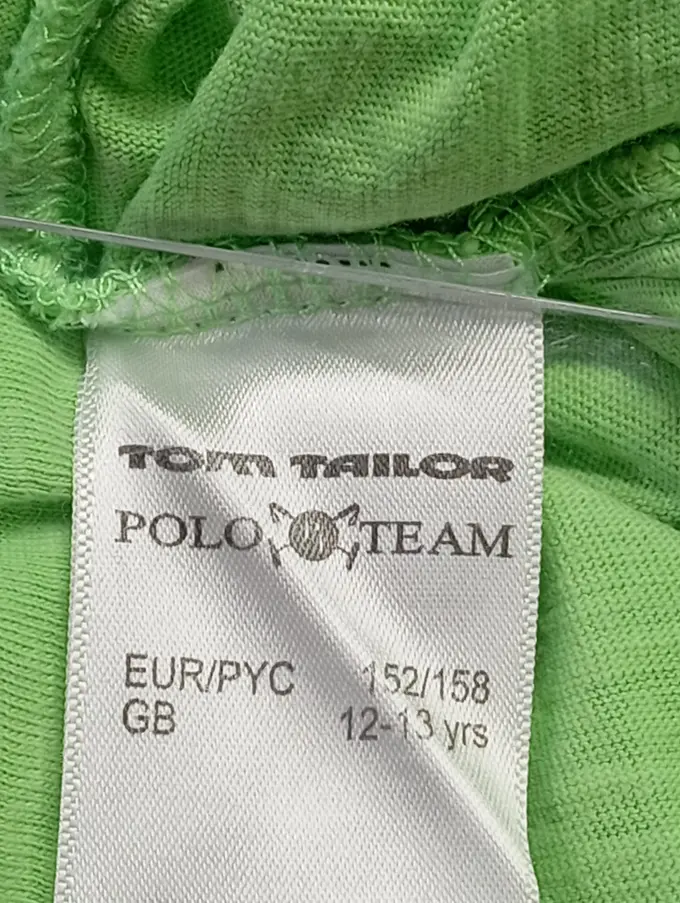 TOM TAILOR
POLO TEAM
EUR/PYC 152/158
GB 12-13 yrs